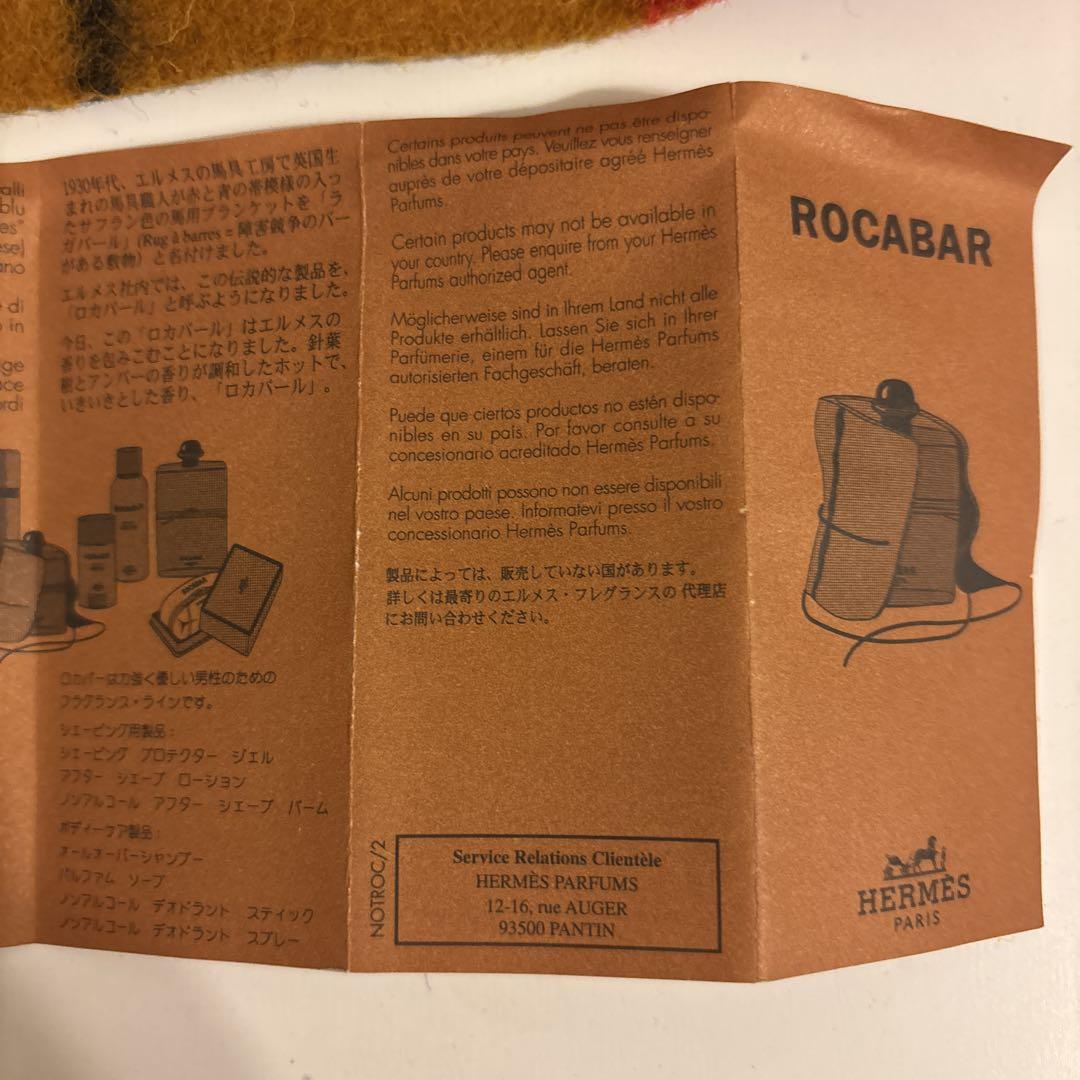 alli
blu
es"
ese)
ano
di
in
ge
oce
ordi
1930年代、エルメスの馬具工房で英国生
まれの馬具職人が赤と青の帯模様の入っ
たサフラン色の馬用ブランケットを「ラ
ガバール」(Rug à barres = 障害競争のバー
がある敷物) と名付けました。
エルメス社内では、この伝説的な製品を、
「ロカバール」と呼ぶようになりました。
今日、この「ロカバール」はエルメスの
香りを包みこむことになりました。針葉
樹とアンバーの香りが調和したホットで、
いきいきとした香り、「ロカバール」。
ロカバーは力強く優しい男性のための
フラグランス・ラインです。
シェービング用製品：
シェービング プロテクター ジェル
アフター シェーブ ローション
ノンアルコール アフター シェーブ バーム
ボディーケア製品：
オールオーバーシャンプー
パルファム ソープ
ノンアルコール デオドラント スティック
ノンアルコール デオドラント スプレー
Certains produits peuvent ne pas être dispo-
nibles dans votre pays. Veuillez vous renseigner
auprès de votre dépositaire agréé Hermès
Parfums.
Certain products may not be available in
your country. Please enquire from your Hermès
Parfums authorized agent.
Möglicherweise sind in Ihrem Land nicht alle
Produkte erhältlich. Lassen Sie sich in Ihrer
Parfümerie, einem für die Hermès Parfums
autorisierten Fachgeschäft, beraten.
Puede que ciertos productos no estén dispo-
nibles en su país. Por favor consulte a su
concesionario acreditado Hermès Parfums.
Alcuni prodotti possono non essere disponibili
nel vostro paese. Informatevi presso il vostro
concessionario Hermès Parfums.
製品によっては、販売していない国があります。
詳しくは最寄りのエルメス・フレグランスの 代理店
にお問い合わせください。
NOTROC/2
Service Relations Clientèle
HERMÈS PARFUMS
12-16, rue AUGER
93500 PANTIN
ROCABAR
HERMÈS
PARIS